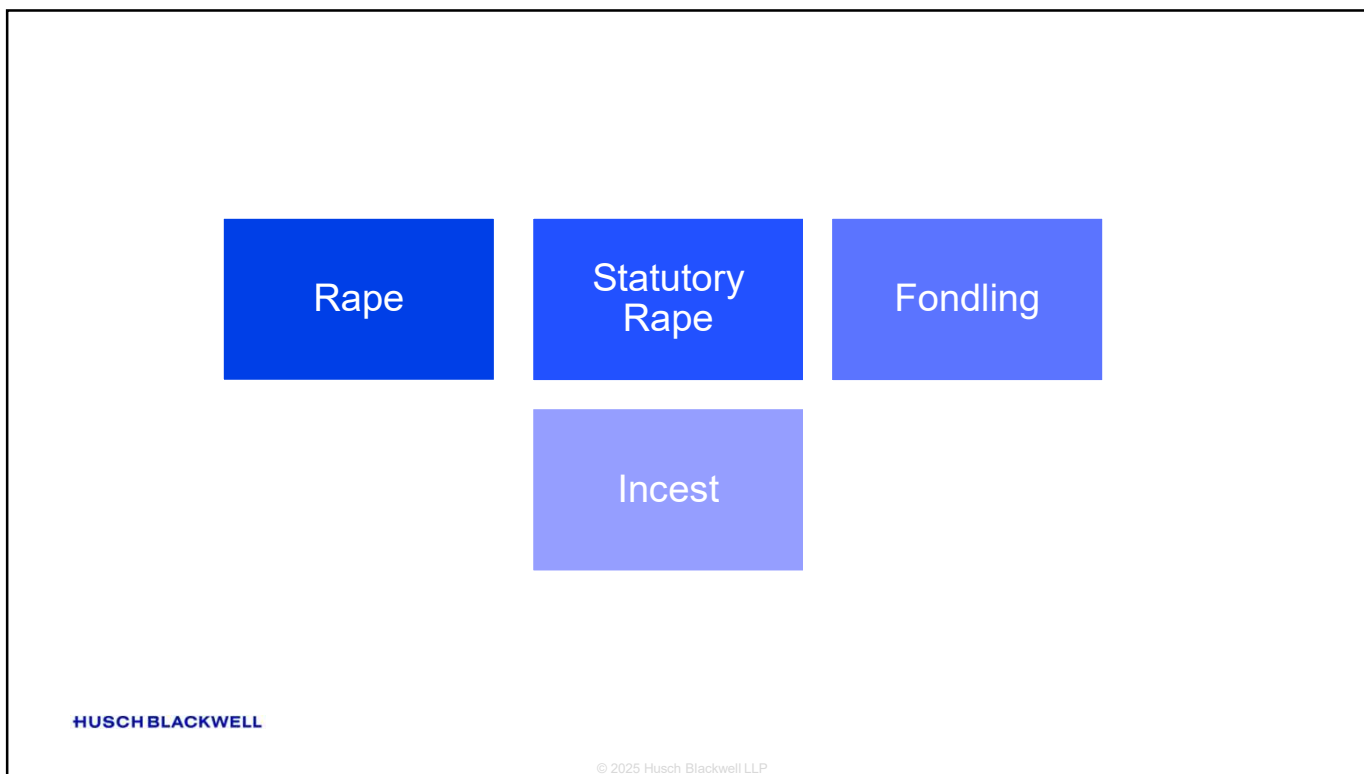 Rape
Statutory
Rape
Fondling
Incest
HUSCH BLACKWELL
© 2025 Husch Blackwell LLP